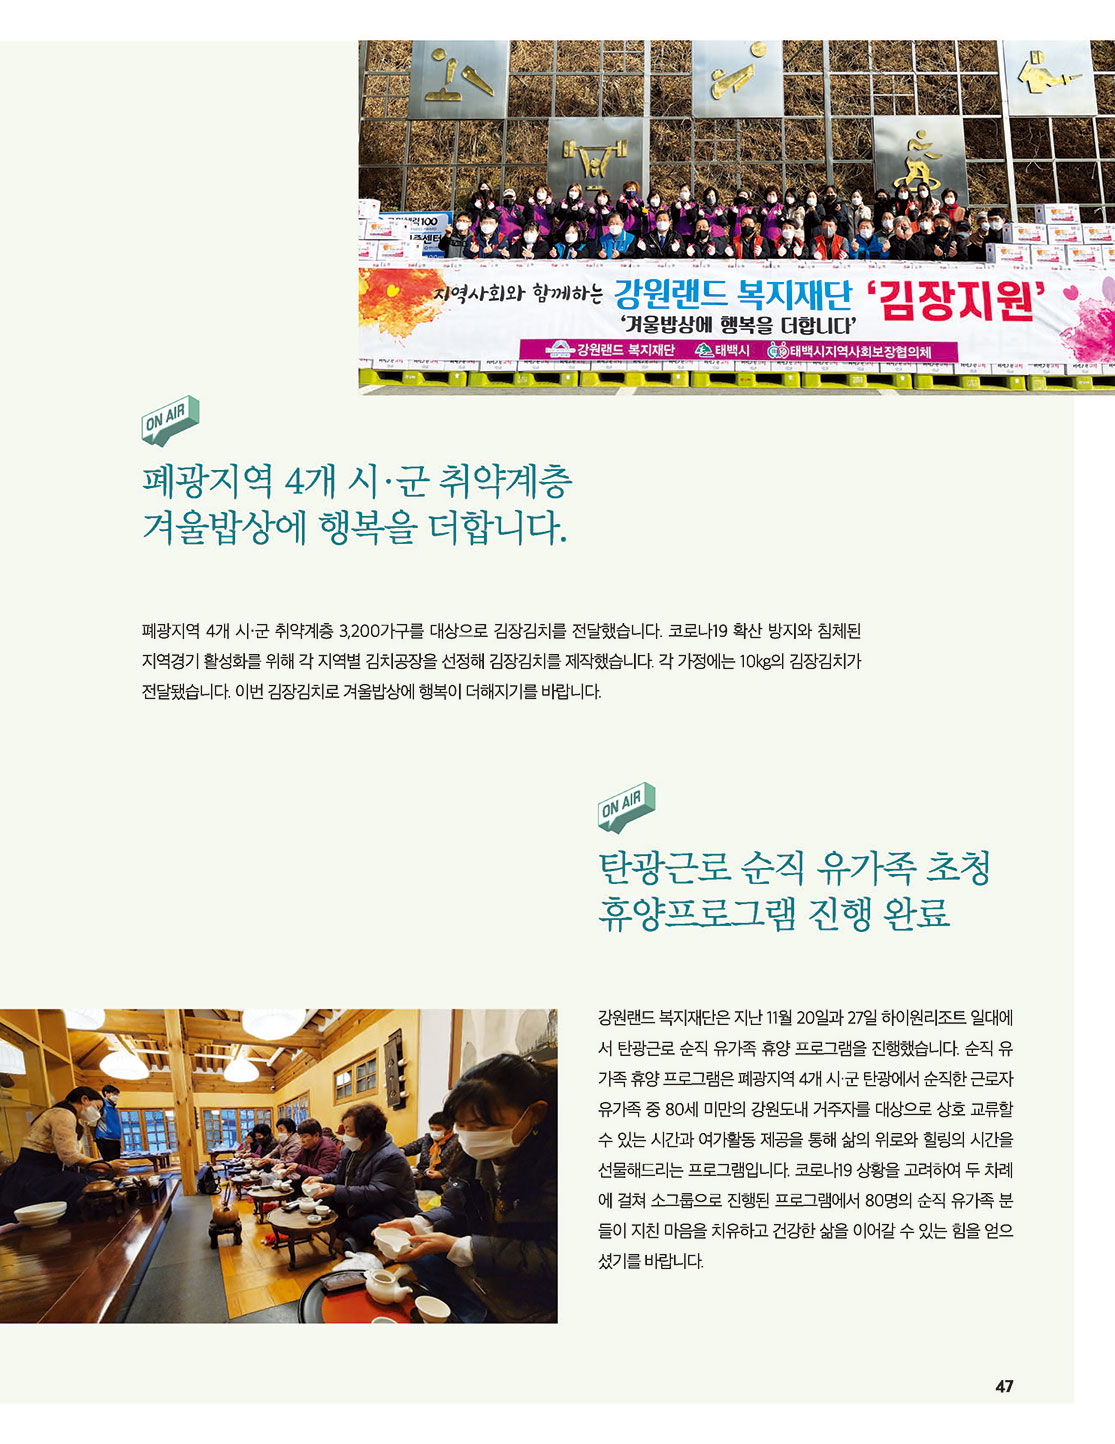 국민체력100
지역사회와 함께하는 강원랜드 복지재단 '김장지원'
'겨울밥상에 행복을 더합니다'
강원랜드 복지재단 태백시 태백시지역사회보장협의체
ON AIR
폐광지역 4개 시·군 취약계층
겨울밥상에 행복을 더합니다.
폐광지역 4개 시·군 취약계층 3,200가구를 대상으로 김장김치를 전달했습니다. 코로나19 확산 방지와 침체된
지역경기 활성화를 위해 각 지역별 김치공장을 선정해 김장김치를 제작했습니다. 각 가정에는 10kg의 김장김치가
전달됐습니다. 이번 김장김치로 겨울밥상에 행복이 더해지기를 바랍니다.
ON AIR
탄광근로 순직 유가족 초청
휴양프로그램 진행 완료
강원랜드 복지재단은 지난 11월 20일과 27일 하이원리조트 일대에
서 탄광근로 순직 유가족 휴양 프로그램을 진행했습니다. 순직 유
가족 휴양 프로그램은 폐광지역 4개 시·군 탄광에서 순직한 근로자
유가족 중 80세 미만의 강원도내 거주자를 대상으로 상호 교류할
수 있는 시간과 여가활동 제공을 통해 삶의 위로와 힐링의 시간을
선물해드리는 프로그램입니다. 코로나19 상황을 고려하여 두 차례
에 걸쳐 소그룹으로 진행된 프로그램에서 80명의 순직 유가족 분
들이 지친 마음을 치유하고 건강한 삶을 이어갈 수 있는 힘을 얻으
셨기를 바랍니다.
47